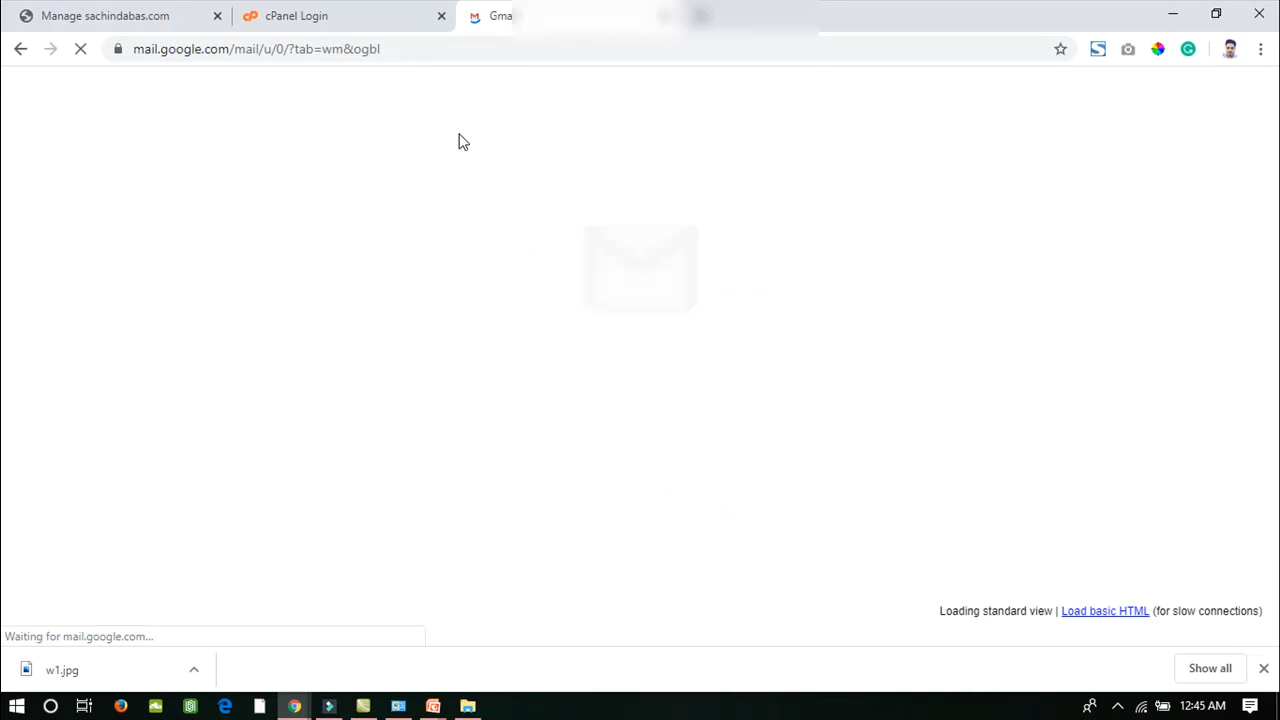 Manage sachindabas.com
cPanel Login
Gma
mail.google.com/mail/u/0/?tab=wm&ogbl
Loading standard view | Load basic HTML (for slow connections)
Waiting for mail.google.com...
w1.jpg
Show all
12:45 AM